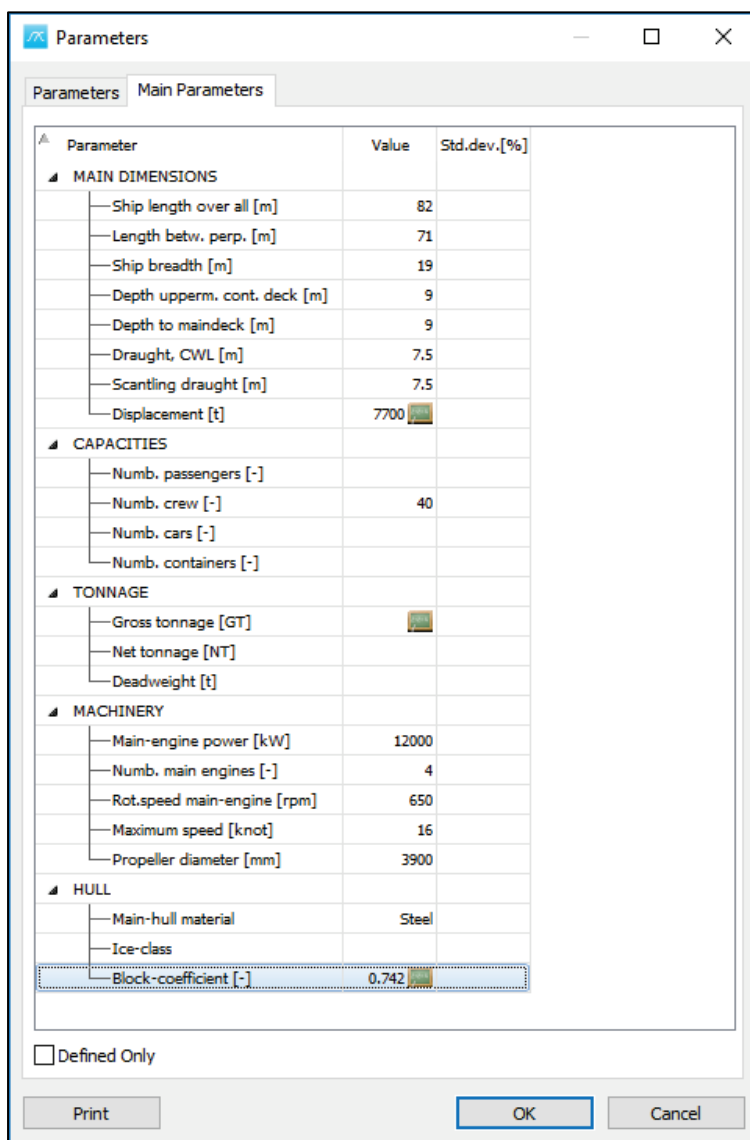 Parameters
Parameters Main Parameters
Parameter Value Std.dev.[%]
MAIN DIMENSIONS
Ship length over all [m] 82
Length betw. perp. [m] 71
Ship breadth [m] 19
Depth upperm. cont. deck [m] 9
Depth to maindeck [m] 9
Draught, CWL [m] 7.5
Scantling draught [m] 7.5
Displacement [t] 7700
CAPACITIES
Numb. passengers [-]
Numb. crew [-] 40
Numb. cars [-]
Numb. containers [-]
TONNAGE
Gross tonnage [GT]
Net tonnage [NT]
Deadweight [t]
MACHINERY
Main-engine power [kW] 12000
Numb. main engines [-] 4
Rot.speed main-engine [rpm] 650
Maximum speed [knot] 16
Propeller diameter [mm] 3900
HULL
Main-hull material Steel
Ice-class
Block-coefficient [-] 0.742
Defined Only
Print OK Cancel